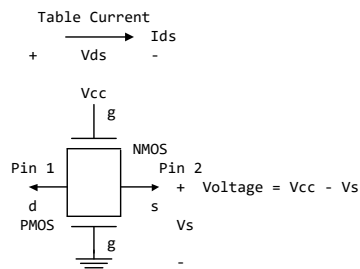 Table Current
Ids
+ Vds -
Vcc
g
NMOS
Pin 1 Pin 2
+ Voltage = Vcc - Vs
d s
PMOS Vs
g
-